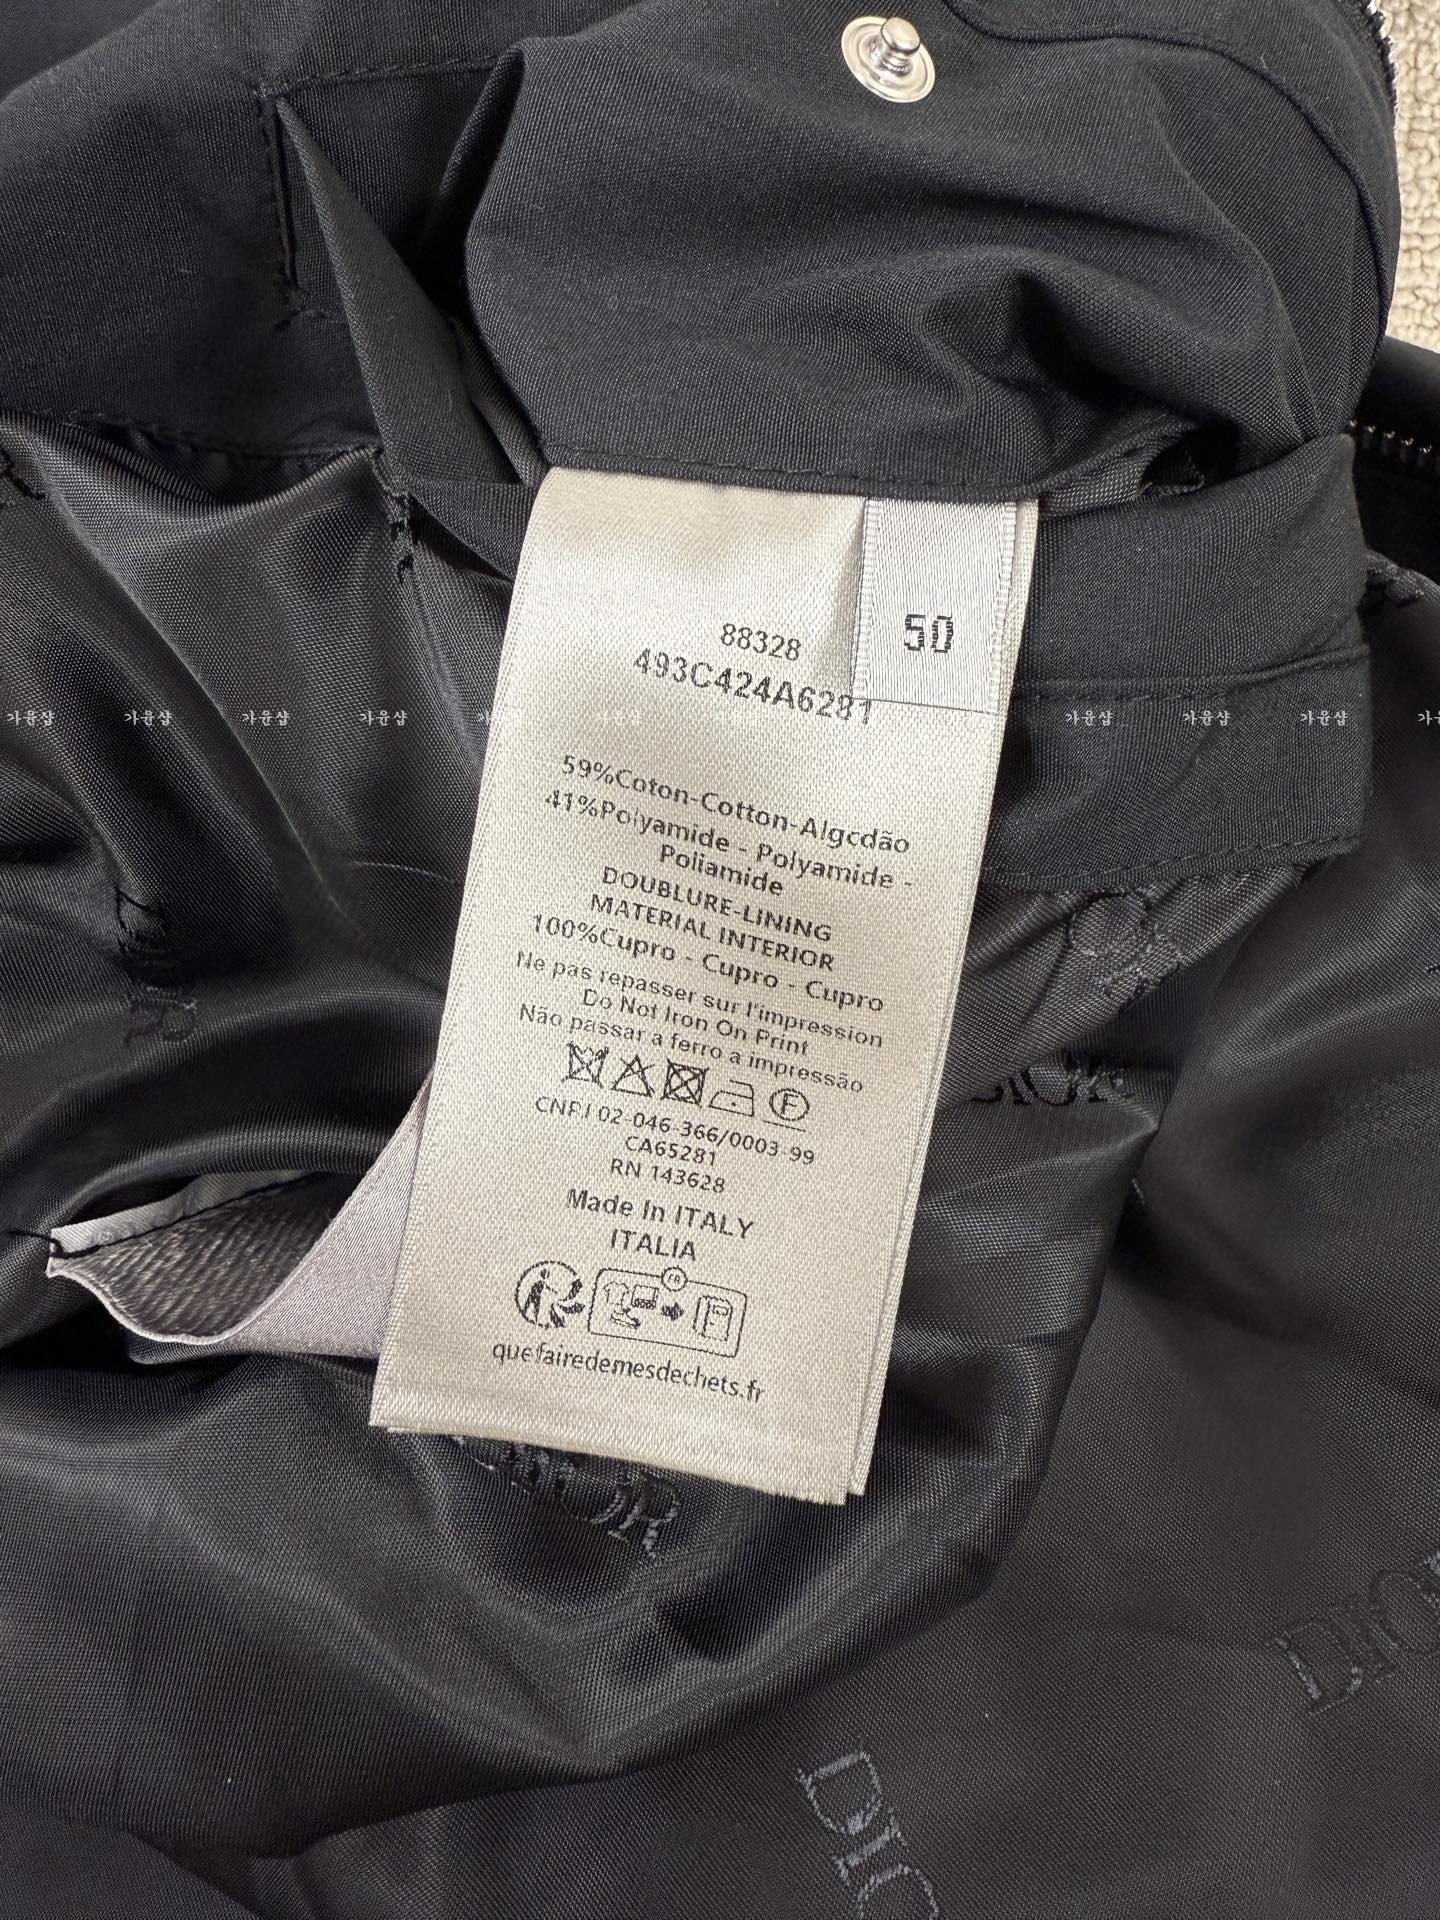 50
88328
493C424A6281
가윤샵 가윤샵 가윤샵 가윤샵 가윤샵 가윤샵 가윤샵 가윤샵
59%Coton-Cotton-Algodão
41%Polyamide - Polyamide -
Poliamide
DOUBLURE-LINING
MATERIAL INTERIOR
100%Cupro - Cupro - Cupro
Ne pas repasser sur l'impression
Do Not Iron On Print
Não passar a ferro a impressão
F
CNPJ 02-046-366/0003-99
CA65281
RN 143628
Made In ITALY
ITALIA
FR
quefairedemesdechets.fr
DIOR
DIOR
DIOR
DIOR